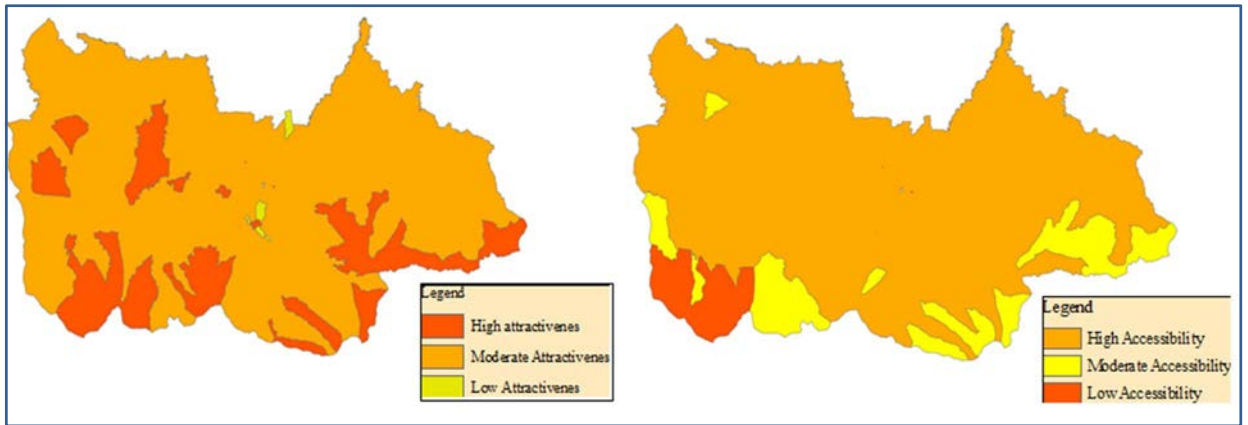 Legend
High attractivenes
Moderate Attractivenes
Low Attractivenes
Legend
High Accessibility
Moderate Accessibility
Low Accessibility